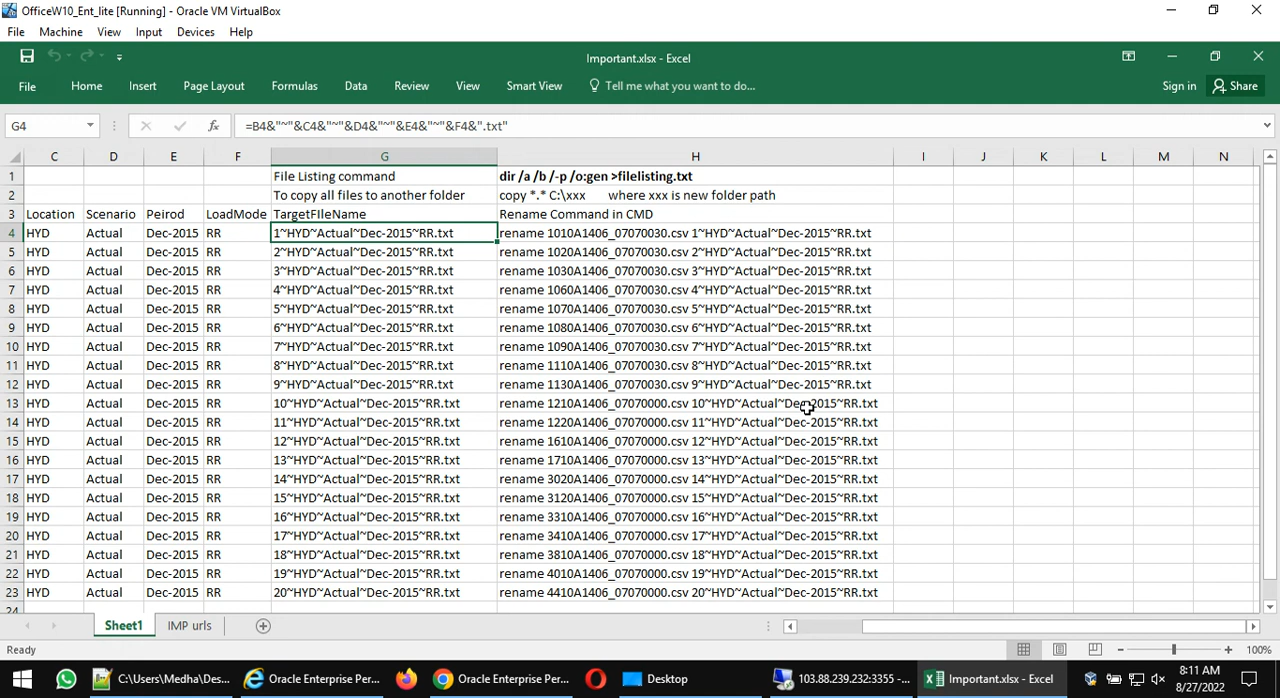 OfficeW10_Ent_lite [Running] - Oracle VM VirtualBox
File Machine View Input Devices Help
Important.xlsx - Excel
File Home Insert Page Layout Formulas Data Review View Smart View Tell me what you want to do... Sign in Share
G4 fx =B4&"~"&C4&"~"&D4&"~"&E4&"~"&F4&".txt"
C D E F G H I J K L M N
1 File Listing command dir /a /b /-p /o:gen >filelisting.txt
2 To copy all files to another folder copy *.* C:\xxx where xxx is new folder path
3 Location Scenario Peirod LoadMode TargetFIleName Rename Command in CMD
4 HYD Actual Dec-2015 RR 1~HYD~Actual~Dec-2015~RR.txt rename 1010A1406_07070030.csv 1~HYD~Actual~Dec-2015~RR.txt
5 HYD Actual Dec-2015 RR 2~HYD~Actual~Dec-2015~RR.txt rename 1020A1406_07070030.csv 2~HYD~Actual~Dec-2015~RR.txt
6 HYD Actual Dec-2015 RR 3~HYD~Actual~Dec-2015~RR.txt rename 1030A1406_07070030.csv 3~HYD~Actual~Dec-2015~RR.txt
7 HYD Actual Dec-2015 RR 4~HYD~Actual~Dec-2015~RR.txt rename 1060A1406_07070030.csv 4~HYD~Actual~Dec-2015~RR.txt
8 HYD Actual Dec-2015 RR 5~HYD~Actual~Dec-2015~RR.txt rename 1070A1406_07070030.csv 5~HYD~Actual~Dec-2015~RR.txt
9 HYD Actual Dec-2015 RR 6~HYD~Actual~Dec-2015~RR.txt rename 1080A1406_07070030.csv 6~HYD~Actual~Dec-2015~RR.txt
10 HYD Actual Dec-2015 RR 7~HYD~Actual~Dec-2015~RR.txt rename 1090A1406_07070030.csv 7~HYD~Actual~Dec-2015~RR.txt
11 HYD Actual Dec-2015 RR 8~HYD~Actual~Dec-2015~RR.txt rename 1110A1406_07070030.csv 8~HYD~Actual~Dec-2015~RR.txt
12 HYD Actual Dec-2015 RR 9~HYD~Actual~Dec-2015~RR.txt rename 1130A1406_07070030.csv 9~HYD~Actual~Dec-2015~RR.txt
13 HYD Actual Dec-2015 RR 10~HYD~Actual~Dec-2015~RR.txt rename 1210A1406_07070000.csv 10~HYD~Actual~Dec-2015~RR.txt
14 HYD Actual Dec-2015 RR 11~HYD~Actual~Dec-2015~RR.txt rename 1220A1406_07070000.csv 11~HYD~Actual~Dec-2015~RR.txt
15 HYD Actual Dec-2015 RR 12~HYD~Actual~Dec-2015~RR.txt rename 1610A1406_07070000.csv 12~HYD~Actual~Dec-2015~RR.txt
16 HYD Actual Dec-2015 RR 13~HYD~Actual~Dec-2015~RR.txt rename 1710A1406_07070000.csv 13~HYD~Actual~Dec-2015~RR.txt
17 HYD Actual Dec-2015 RR 14~HYD~Actual~Dec-2015~RR.txt rename 3020A1406_07070000.csv 14~HYD~Actual~Dec-2015~RR.txt
18 HYD Actual Dec-2015 RR 15~HYD~Actual~Dec-2015~RR.txt rename 3120A1406_07070000.csv 15~HYD~Actual~Dec-2015~RR.txt
19 HYD Actual Dec-2015 RR 16~HYD~Actual~Dec-2015~RR.txt rename 3310A1406_07070000.csv 16~HYD~Actual~Dec-2015~RR.txt
20 HYD Actual Dec-2015 RR 17~HYD~Actual~Dec-2015~RR.txt rename 3410A1406_07070000.csv 17~HYD~Actual~Dec-2015~RR.txt
21 HYD Actual Dec-2015 RR 18~HYD~Actual~Dec-2015~RR.txt rename 3810A1406_07070000.csv 18~HYD~Actual~Dec-2015~RR.txt
22 HYD Actual Dec-2015 RR 19~HYD~Actual~Dec-2015~RR.txt rename 4010A1406_07070000.csv 19~HYD~Actual~Dec-2015~RR.txt
23 HYD Actual Dec-2015 RR 20~HYD~Actual~Dec-2015~RR.txt rename 4410A1406_07070000.csv 20~HYD~Actual~Dec-2015~RR.txt
24
Sheet1 IMP urls
Ready 100%
C:\Users\Medha\Des... Oracle Enterprise Per... Oracle Enterprise Per... Desktop 103.88.239.232:3355 -... Important.xlsx - Excel 8:11 AM
8/27/2022